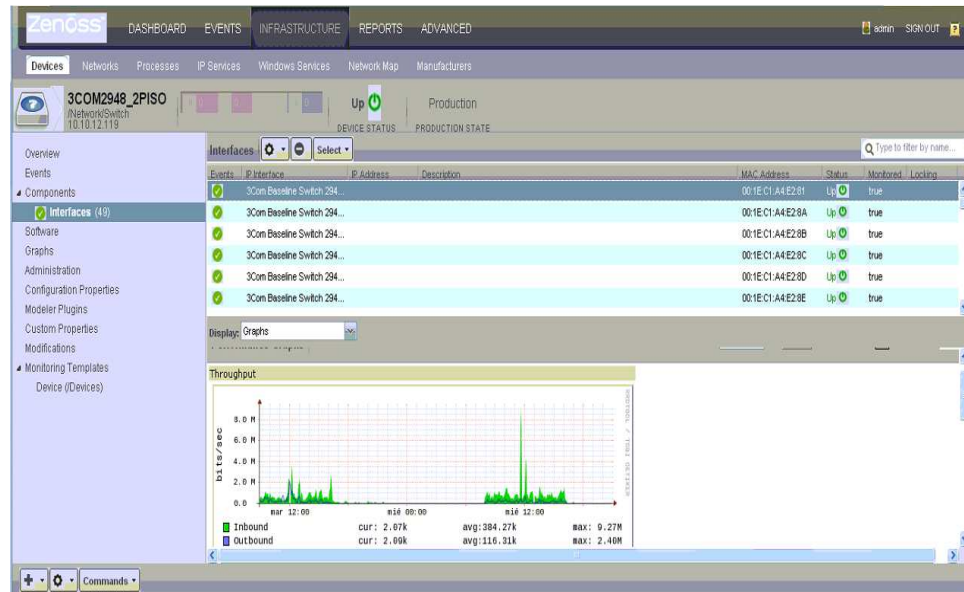 Zenoss DASHBOARD EVENTS INFRASTRUCTURE REPORTS ADVANCED admin SIGN OUT ?
Devices Networks Processes IP Services Windows Services Network Map Manufacturers
3COM2948_2PISO
/Network/Switch
10.10.12.119
0 0 0
Up
DEVICE STATUS
Production
PRODUCTION STATE
Overview
Events
Components
Interfaces (49)
Software
Graphs
Administration
Configuration Properties
Modeler Plugins
Custom Properties
Modifications
Monitoring Templates
Device (/Devices)
Interfaces Select Type to filter by name...
Events IP Interface IP Address Description MAC Address Status Monitored Locking
3Com Baseline Switch 294... 00:1E:C1:A4:E2:81 Up true
3Com Baseline Switch 294... 00:1E:C1:A4:E2:8A Up true
3Com Baseline Switch 294... 00:1E:C1:A4:E2:8B Up true
3Com Baseline Switch 294... 00:1E:C1:A4:E2:8C Up true
3Com Baseline Switch 294... 00:1E:C1:A4:E2:8D Up true
3Com Baseline Switch 294... 00:1E:C1:A4:E2:8E Up true
Display: Graphs
Throughput
bits/sec
8.0 M
6.0 M
4.0 M
2.0 M
0.0
mar 12:00 mié 00:00 mié 12:00
RRDTOOL / TOBI OETIKER
Inbound cur: 2.07k avg:384.27k max: 9.27M
Outbound cur: 2.09k avg:116.31k max: 2.40M
Commands